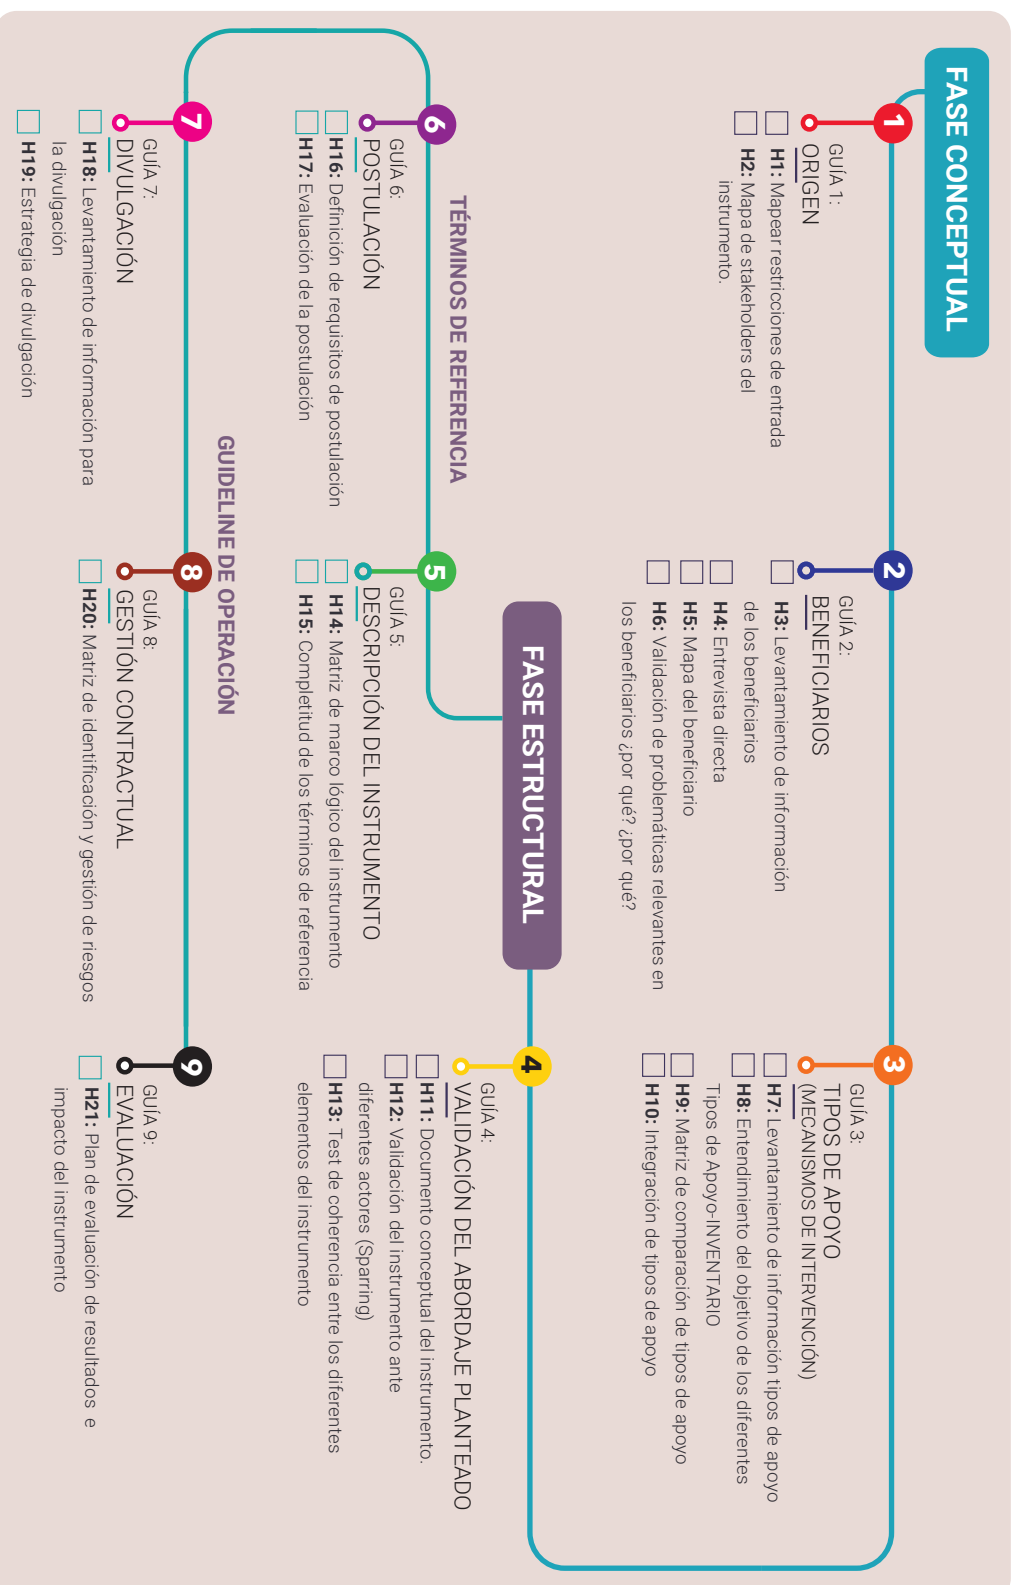 FASE CONCEPTUAL
1
GUÍA 1:
ORIGEN
H1: Mapear restricciones de entrada
H2: Mapa de stakeholders del
instrumento.
2
GUÍA 2:
BENEFICIARIOS
H3: Levantamiento de información
de los beneficiarios
H4: Entrevista directa
H5: Mapa del beneficiario
H6: Validación de problemáticas relevantes en
los beneficiarios ¿por qué? ¿por qué?
3
GUÍA 3:
TIPOS DE APOYO
(MECANISMOS DE INTERVENCIÓN)
H7: Levantamiento de información tipos de apoyo
H8: Entendimiento del objetivo de los diferentes
Tipos de Apoyo-INVENTARIO
H9: Matriz de comparación de tipos de apoyo
H10: Integración de tipos de apoyo
4
GUÍA 4:
VALIDACIÓN DEL ABORDAJE PLANTEADO
H11: Documento conceptual del instrumento.
H12: Validación del instrumento ante
diferentes actores (Sparring)
H13: Test de coherencia entre los diferentes
elementos del instrumento
FASE ESTRUCTURAL
TÉRMINOS DE REFERENCIA
5
GUÍA 5:
DESCRIPCIÓN DEL INSTRUMENTO
H14: Matriz de marco lógico del instrumento
H15: Completitud de los términos de referencia
6
GUÍA 6:
POSTULACIÓN
H16: Definición de requisitos de postulación
H17: Evaluación de la postulación
GUIDELINE DE OPERACIÓN
7
GUÍA 7:
DIVULGACIÓN
H18: Levantamiento de información para
la divulgación
H19: Estrategia de divulgación
8
GUÍA 8:
GESTIÓN CONTRACTUAL
H20: Matriz de identificación y gestión de riesgos
9
GUÍA 9:
EVALUACIÓN
H21: Plan de evaluación de resultados e
impacto del instrumento